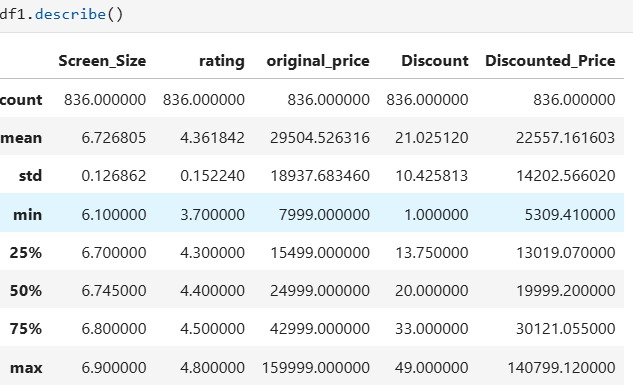 df1.describe()
Screen_Size rating original_price Discount Discounted_Price
count 836.000000 836.000000 836.000000 836.000000 836.000000
mean 6.726805 4.361842 29504.526316 21.025120 22557.161603
std 0.126862 0.152240 18937.683460 10.425813 14202.566020
min 6.100000 3.700000 7999.000000 1.000000 5309.410000
25% 6.700000 4.300000 15499.000000 13.750000 13019.070000
50% 6.745000 4.400000 24999.000000 20.000000 19999.200000
75% 6.800000 4.500000 42999.000000 33.000000 30121.055000
max 6.900000 4.800000 159999.000000 49.000000 140799.120000